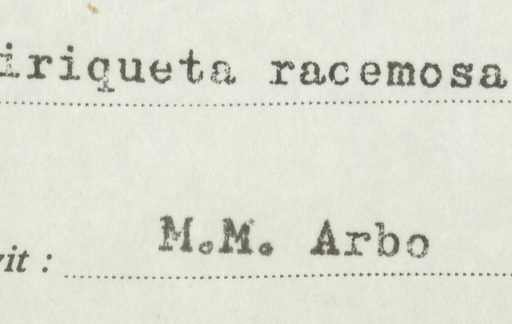 iriqueta racemosa
vit : M.M. Arbo